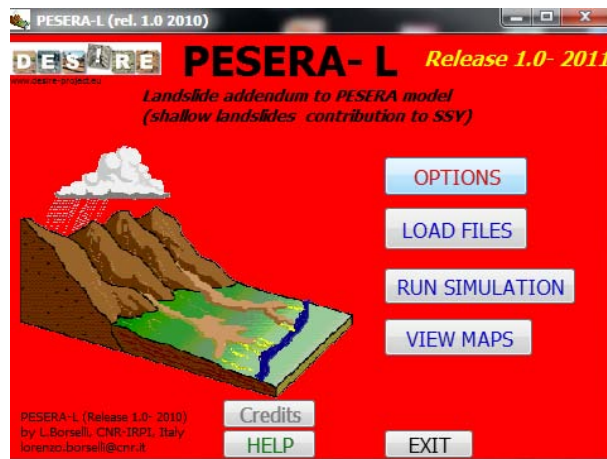 PESERA-L (rel. 1.0 2010)
DESIRE
www.desire-project.eu
PESERA- L
Release 1.0- 2011
Landslide addendum to PESERA model
(shallow landslides contribution to SSY)
OPTIONS
LOAD FILES
RUN SIMULATION
VIEW MAPS
PESERA-L (Release 1.0- 2010)
by L.Borselli, CNR-IRPI, Italy
lorenzo.borselli@cnr.it
Credits
HELP
EXIT